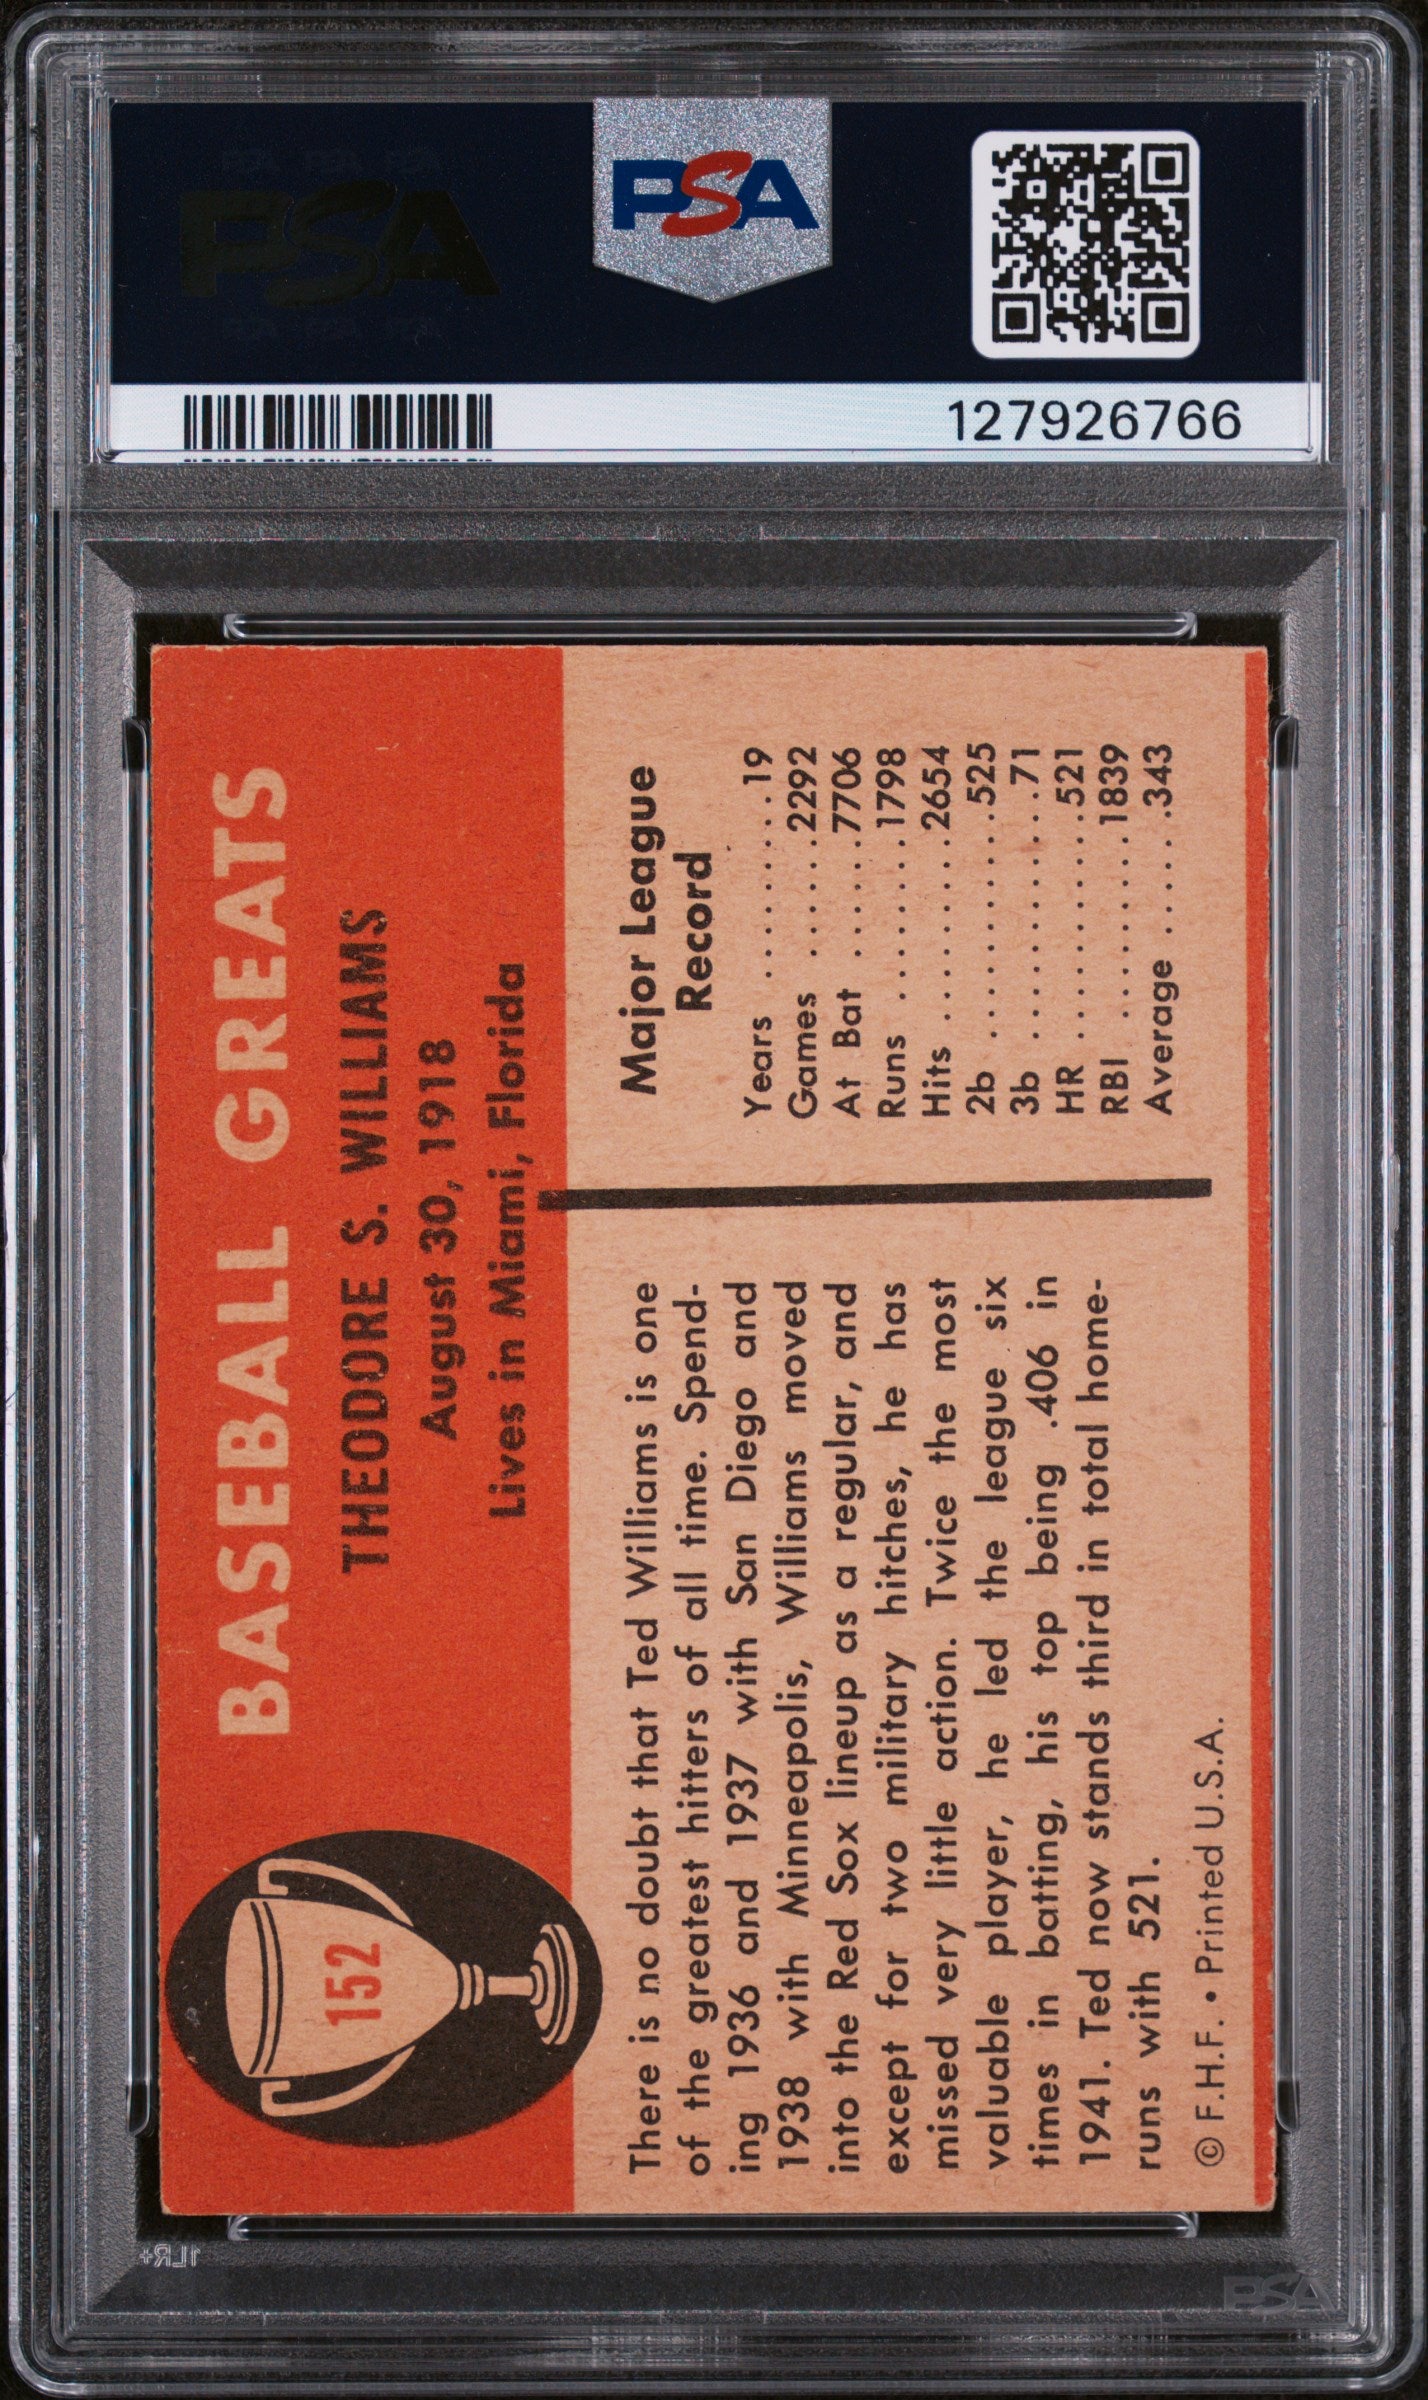 PSA
PSA
127926766
152
BASEBALL GREATS
THEODORE S. WILLIAMS
August 30, 1918
Lives in Miami, Florida
There is no doubt that Ted Williams is one
of the greatest hitters of all time. Spend-
ing 1936 and 1937 with San Diego and
1938 with Minneapolis, Williams moved
into the Red Sox lineup as a regular, and
except for two military hitches, he has
missed very little action. Twice the most
valuable player, he led the league six
times in batting, his top being .406 in
1941. Ted now stands third in total home-
runs with 521.
© F.H.F. • Printed U.S.A.
Major League
Record
Years . . . . . . . . . . 19
Games . . . . . . 2292
At Bat . . . . . . 7706
Runs . . . . . . . 1798
Hits . . . . . . . . 2654
2b . . . . . . . . . . 525
3b . . . . . . . . . . 71
HR . . . . . . . . . 521
RBI . . . . . . . . 1839
Average . . . . . .343
1LR+
PSA